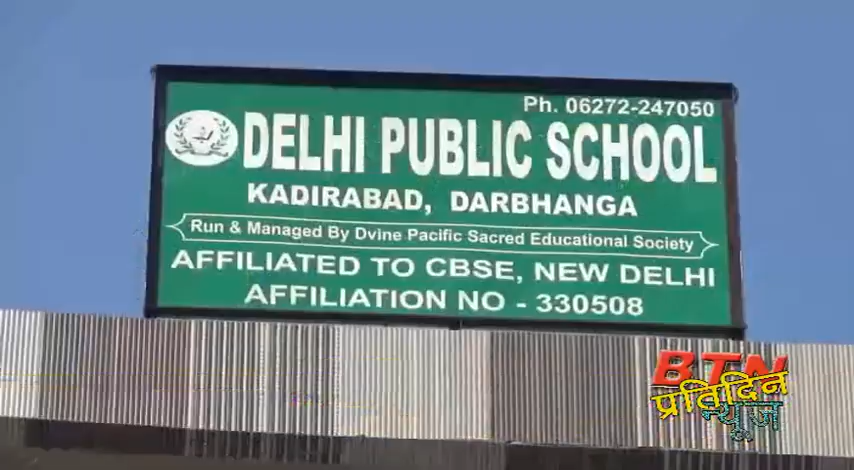 Ph. 06272-247050
DELHI PUBLIC SCHOOL
KADIRABAD, DARBHANGA
Run & Managed By Dvine Pacific Sacred Educational Society
AFFILIATED TO CBSE, NEW DELHI
AFFILIATION NO - 330508
BTN
प्रतिदिन
न्यूज